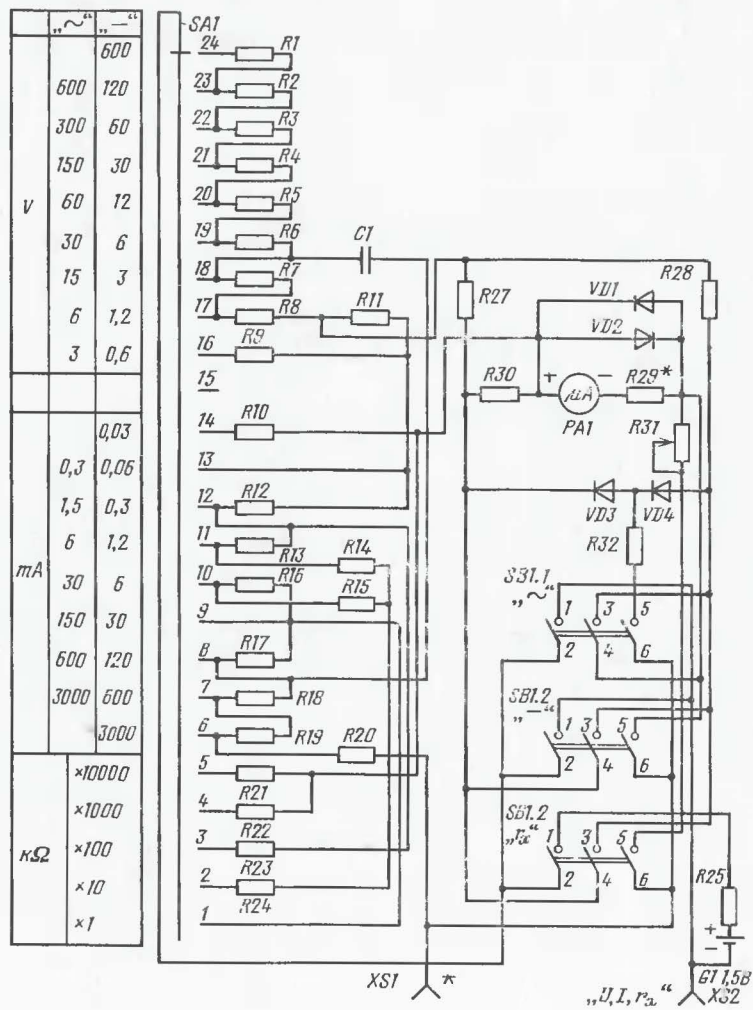 „~“ „—“
V
600
600 120
300 60
150 30
60 12
30 6
15 3
6 1,2
3 0,6
mA
0,03
0,3 0,06
1,5 0,3
6 1,2
30 6
150 30
600 120
3000 600
3000
кΩ
×10000
×1000
×100
×10
×1
SA1
24 R1
23 R2
22 R3
21 R4
20 R5
19 R6
18 R7
17 R8
16 R9
15
14 R10
13
12 R12
11 R13
10 R16
9
8 R17
7 R18
6 R19
5 R21
4
3 R22
2 R23
R24
1
C1
R11
R14
R15
R20
R27
R28
VD1
VD2
R30
+ μA −
PA1
R29*
R31
VD3
VD4
R32
SB1.1
„~“
1 3 5
2 4 6
SB1.2
„—“
1 3 5
2 4 6
SB1.2
„rₓ“
1 3 5
2 4 6
R25
+
−
G1 1,5В
XS1
*
„U, I, rₓ“
XS2